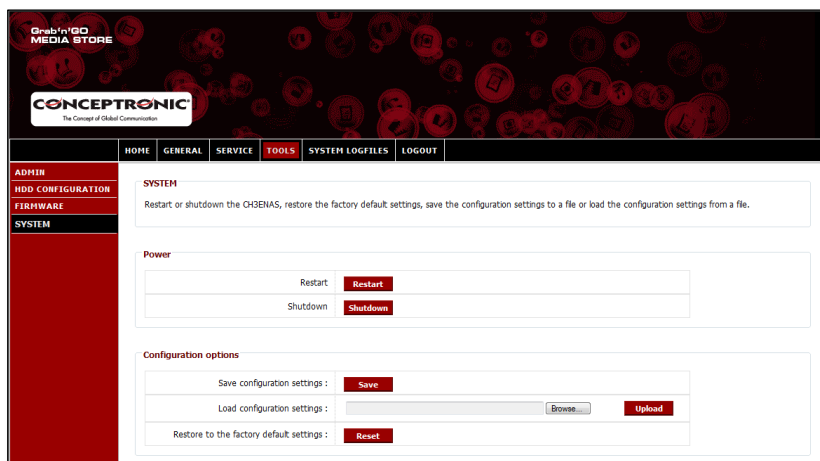 Grab'n'GO
MEDIA STORE
CONCEPTRONIC
The Concept of Global Communication
HOME GENERAL SERVICE TOOLS SYSTEM LOGFILES LOGOUT
ADMIN
HDD CONFIGURATION
FIRMWARE
SYSTEM
SYSTEM
Restart or shutdown the CH3ENAS, restore the factory default settings, save the configuration settings to a file or load the configuration settings from a file.
Power
Restart Restart
Shutdown Shutdown
Configuration options
Save configuration settings : Save
Load configuration settings : Browse... Upload
Restore to the factory default settings : Reset